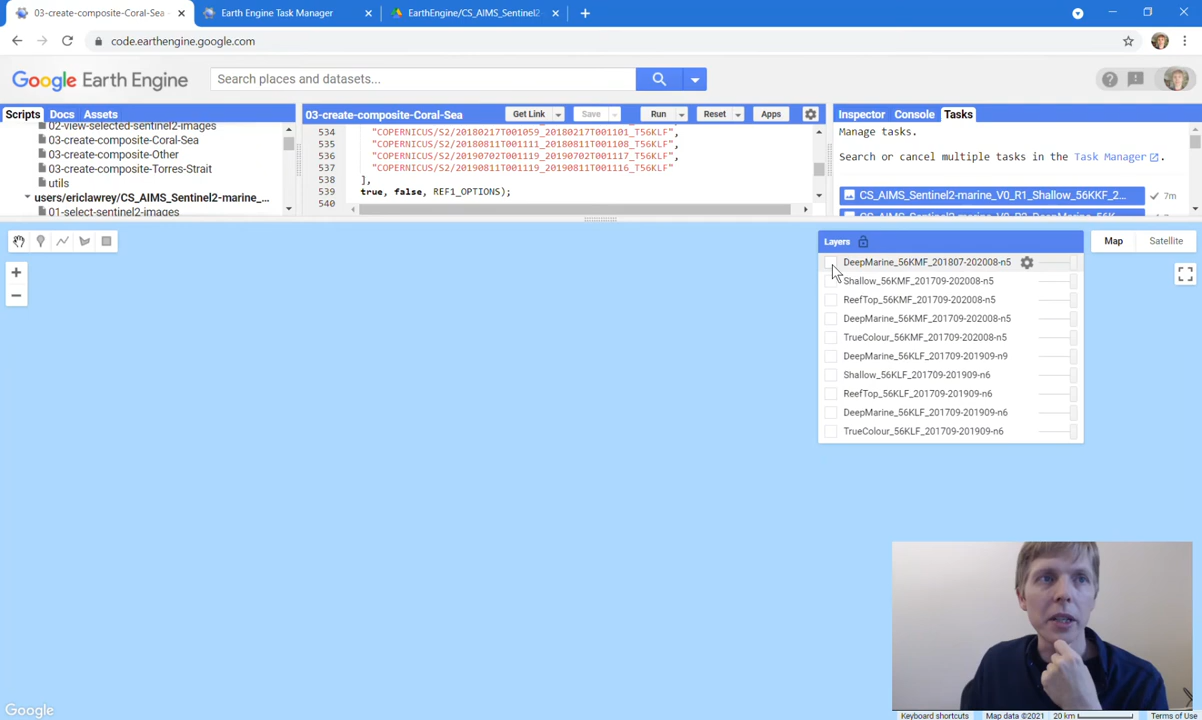 03-create-composite-Coral-Sea
Earth Engine Task Manager
EarthEngine/CS_AIMS_Sentinel2
code.earthengine.google.com
Google Earth Engine
Search places and datasets...
Scripts Docs Assets
02-view-selected-sentinel2-images
03-create-composite-Coral-Sea
03-create-composite-Other
03-create-composite-Torres-Strait
utils
users/ericlawrey/CS_AIMS_Sentinel2-marine_...
01-select-sentinel2-images
03-create-composite-Coral-Sea
Get Link Save Run Reset Apps
534 "COPERNICUS/S2/20180217T001059_20180217T001101_T56KLF",
535 "COPERNICUS/S2/20180811T001111_20180811T001108_T56KLF",
536 "COPERNICUS/S2/20190702T001119_20190702T001117_T56KLF",
537 "COPERNICUS/S2/20190811T001119_20190811T001116_T56KLF"
538 ],
539 true, false, REF1_OPTIONS);
540
Inspector Console Tasks
Manage tasks.
Search or cancel multiple tasks in the Task Manager.
CS_AIMS_Sentinel2-marine_V0_R1_Shallow_56KKF_2... 7m
Layers
DeepMarine_56KMF_201807-202008-n5
Shallow_56KMF_201709-202008-n5
ReefTop_56KMF_201709-202008-n5
DeepMarine_56KMF_201709-202008-n5
TrueColour_56KMF_201709-202008-n5
DeepMarine_56KLF_201709-201909-n9
Shallow_56KLF_201709-201909-n6
ReefTop_56KLF_201709-201909-n6
DeepMarine_56KLF_201709-201909-n6
TrueColour_56KLF_201709-201909-n6
Map Satellite
Google
Keyboard shortcuts Map data ©2021 20 km Terms of Use